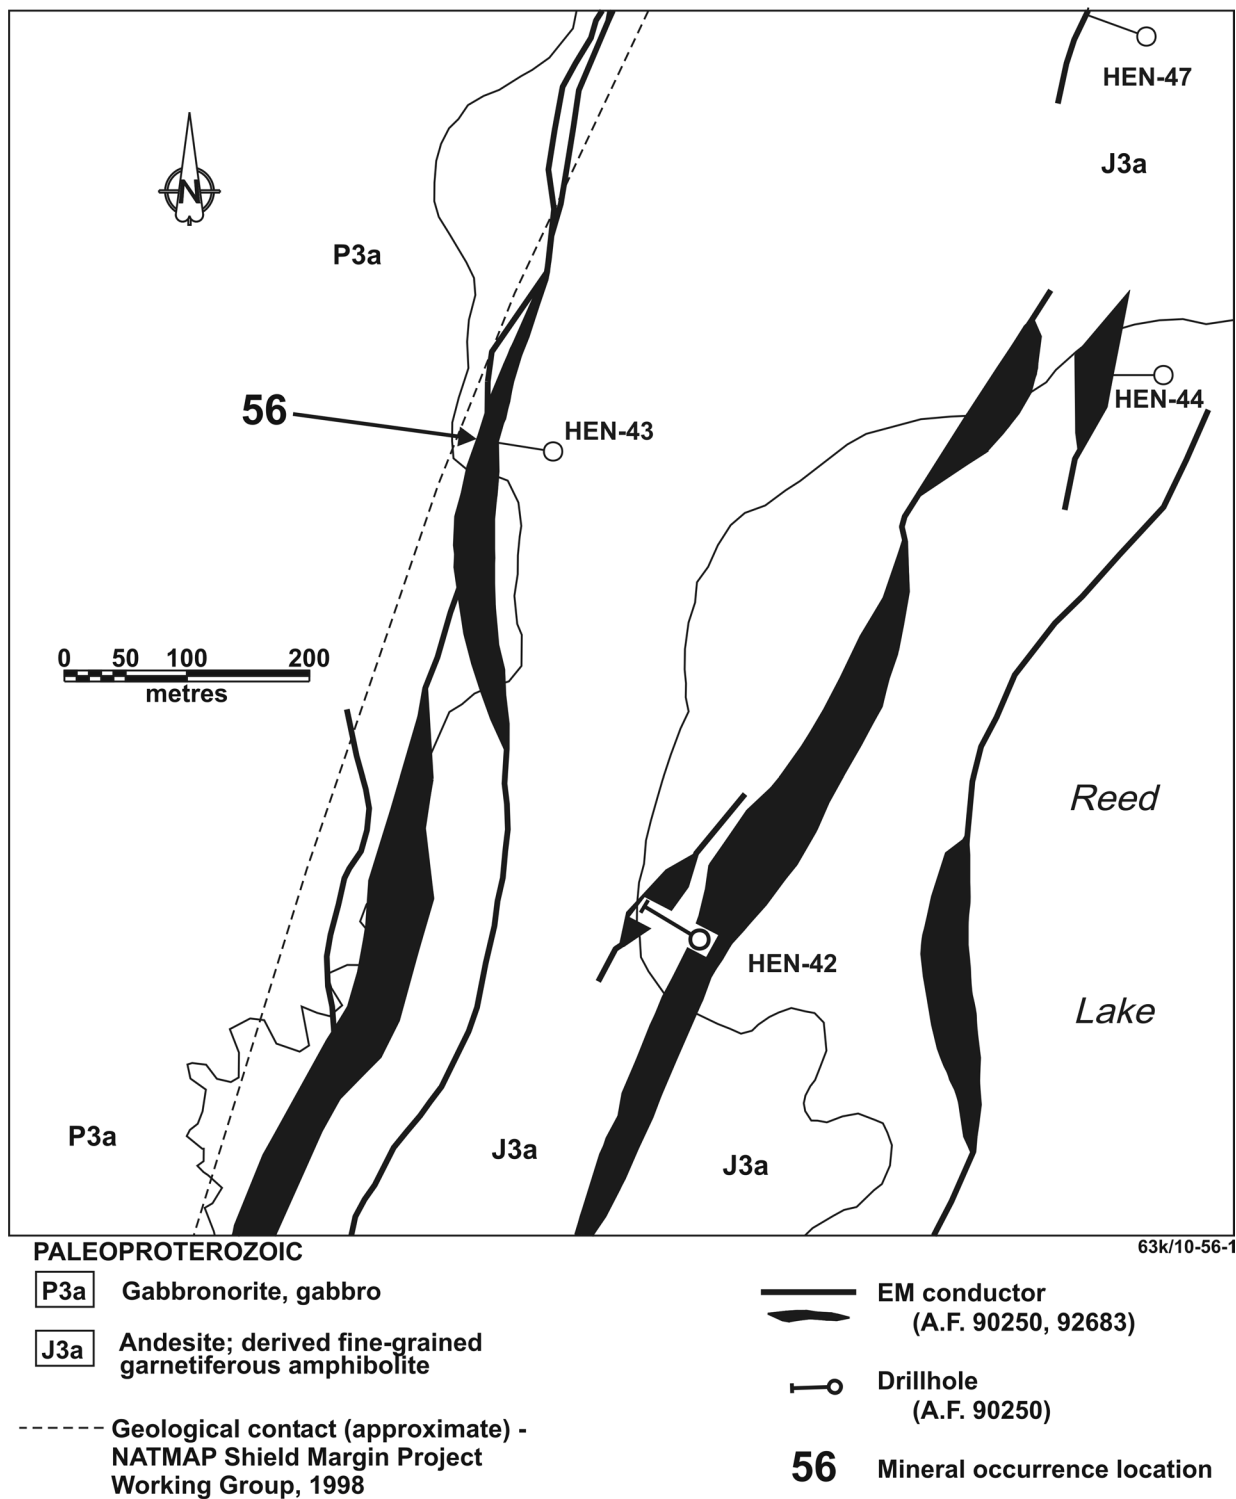 HEN-47
J3a
N
P3a
56
HEN-43
HEN-44
0 50 100 200
metres
Reed
HEN-42
Lake
P3a
J3a
J3a
63k/10-56-1
PALEOPROTEROZOIC
P3a Gabbronorite, gabbro
J3a Andesite; derived fine-grained
garnetiferous amphibolite
Geological contact (approximate) -
NATMAP Shield Margin Project
Working Group, 1998
EM conductor
(A.F. 90250, 92683)
Drillhole
(A.F. 90250)
56 Mineral occurrence location